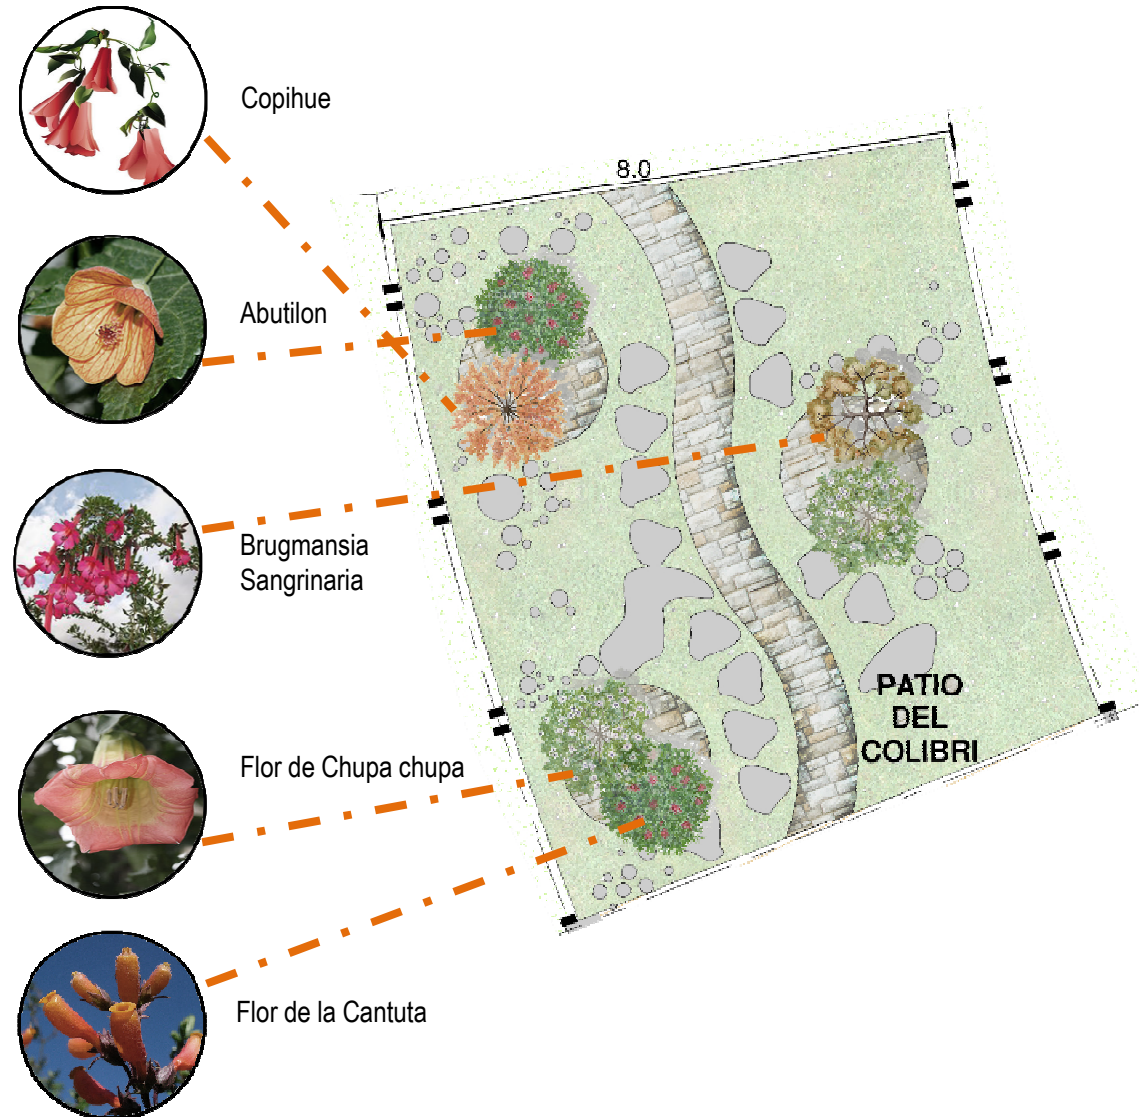 Copihue
8.0
Abutilon
Brugmansia
Sangrinaria
PATIO
DEL
COLIBRI
Flor de Chupa chupa
Flor de la Cantuta